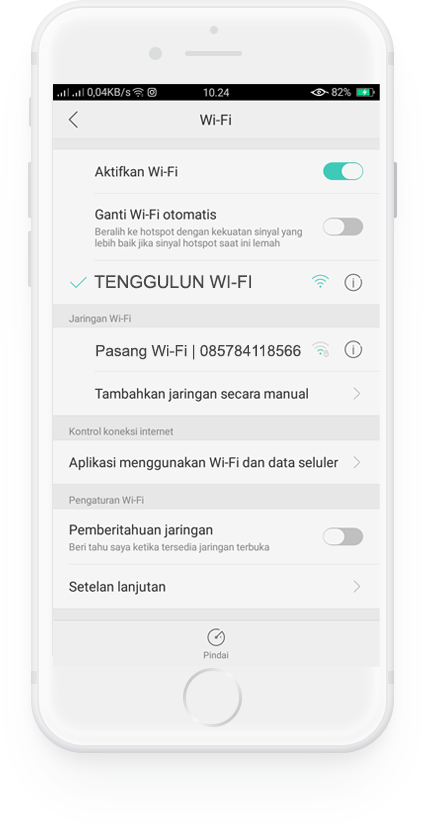 0,04KB/s 10.24 82%
Wi-Fi
Aktifkan Wi-Fi
Ganti Wi-Fi otomatis
Beralih ke hotspot dengan kekuatan sinyal yang
lebih baik jika sinyal hotspot saat ini lemah
TENGGULUN WI-FI
Jaringan Wi-Fi
Pasang Wi-Fi | 085784118566
Tambahkan jaringan secara manual
Kontrol koneksi internet
Aplikasi menggunakan Wi-Fi dan data seluler
Pengaturan Wi-Fi
Pemberitahuan jaringan
Beri tahu saya ketika tersedia jaringan terbuka
Setelan lanjutan
Pindai